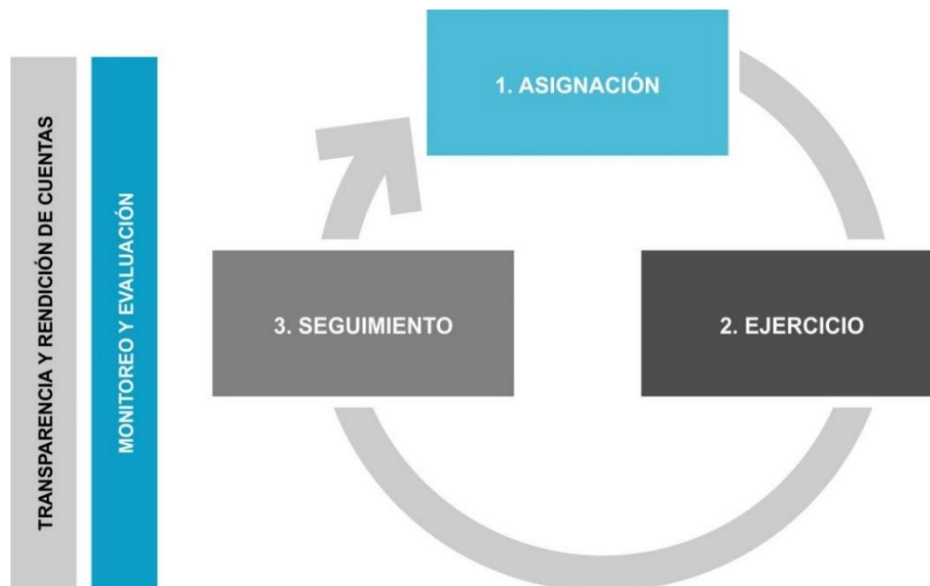 TRANSPARENCIA Y RENDICIÓN DE CUENTAS
MONITOREO Y EVALUACIÓN
1. ASIGNACIÓN
3. SEGUIMIENTO
2. EJERCICIO